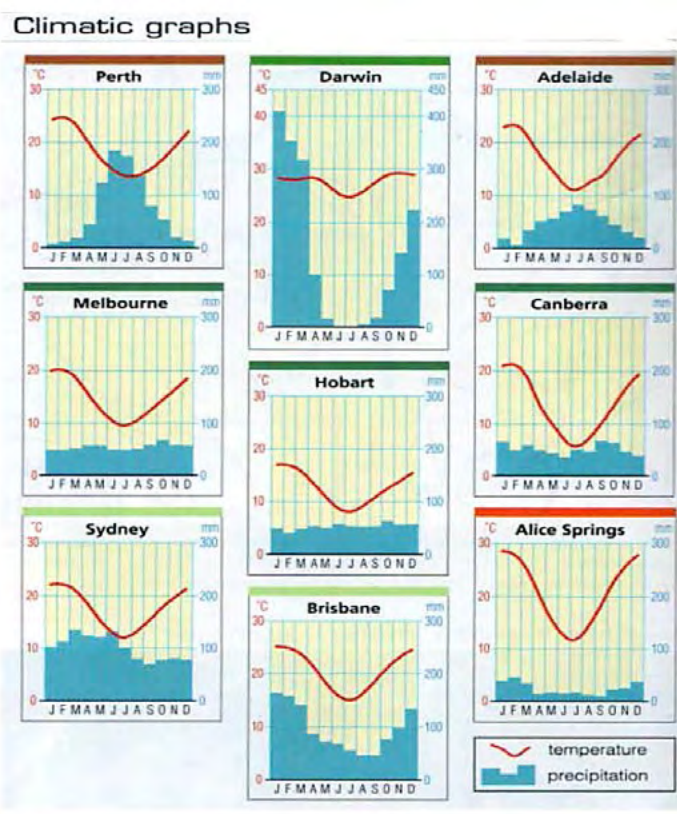 Climatic graphs
°C Perth mm
30 300
20 200
10 100
0 0
J F M A M J J A S O N D
°C Darwin mm
45 450
40 400
30 300
20 200
10 100
0 0
J F M A M J J A S O N D
°C Adelaide mm
30 300
20 200
10 100
0 0
J F M A M J J A S O N D
°C Melbourne mm
30 300
20 200
10 100
0 0
J F M A M J J A S O N D
°C Hobart mm
30 300
20 200
10 100
0 0
J F M A M J J A S O N D
°C Canberra mm
30 300
20 200
10 100
0 0
J F M A M J J A S O N D
°C Sydney mm
30 300
20 200
10 100
0 0
J F M A M J J A S O N D
°C Brisbane mm
30 300
20 200
10 100
0 0
J F M A M J J A S O N D
°C Alice Springs mm
30 300
20 200
10 100
0 0
J F M A M J J A S O N D
temperature
precipitation